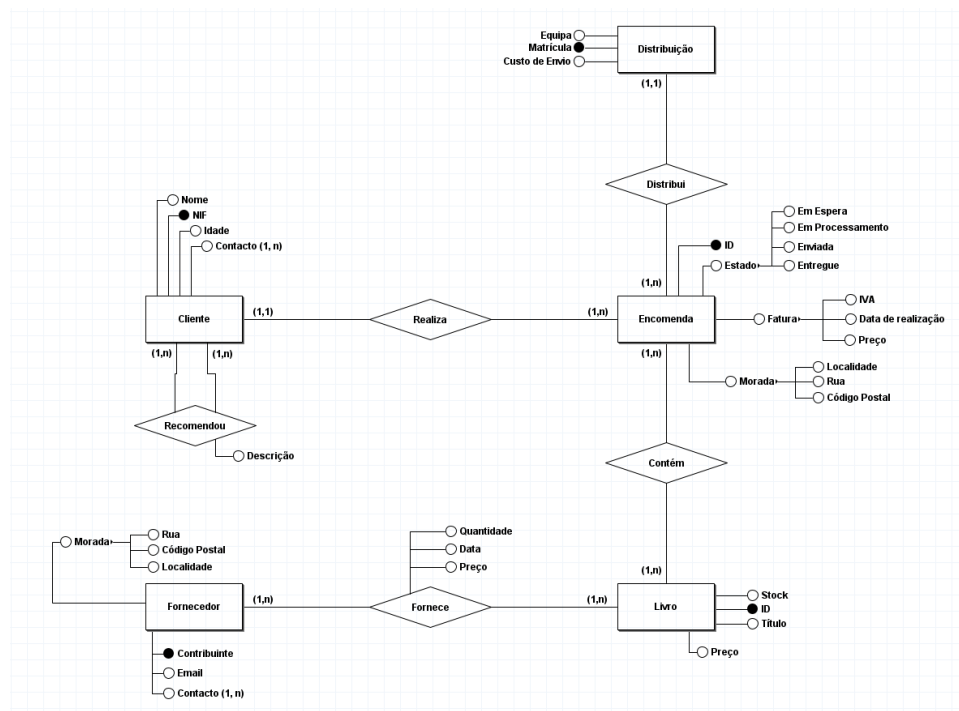 Equipa
Matrícula
Custo de Envio
Distribuição
(1,1)
Distribui
Nome
NIF
Idade
Contacto (1, n)
Em Espera
Em Processamento
Enviada
Entregue
ID
Estado
(1,n)
Cliente
(1,1)
Realiza
(1,n)
Encomenda
Fatura
IVA
Data de realização
Preço
(1,n)
(1,n)
(1,n)
Morada
Localidade
Rua
Código Postal
Recomendou
Descrição
Contém
Morada
Rua
Código Postal
Localidade
Quantidade
Data
Preço
(1,n)
Fornecedor
(1,n)
Fornece
(1,n)
Livro
Stock
ID
Título
Preço
Contribuinte
Email
Contacto (1, n)